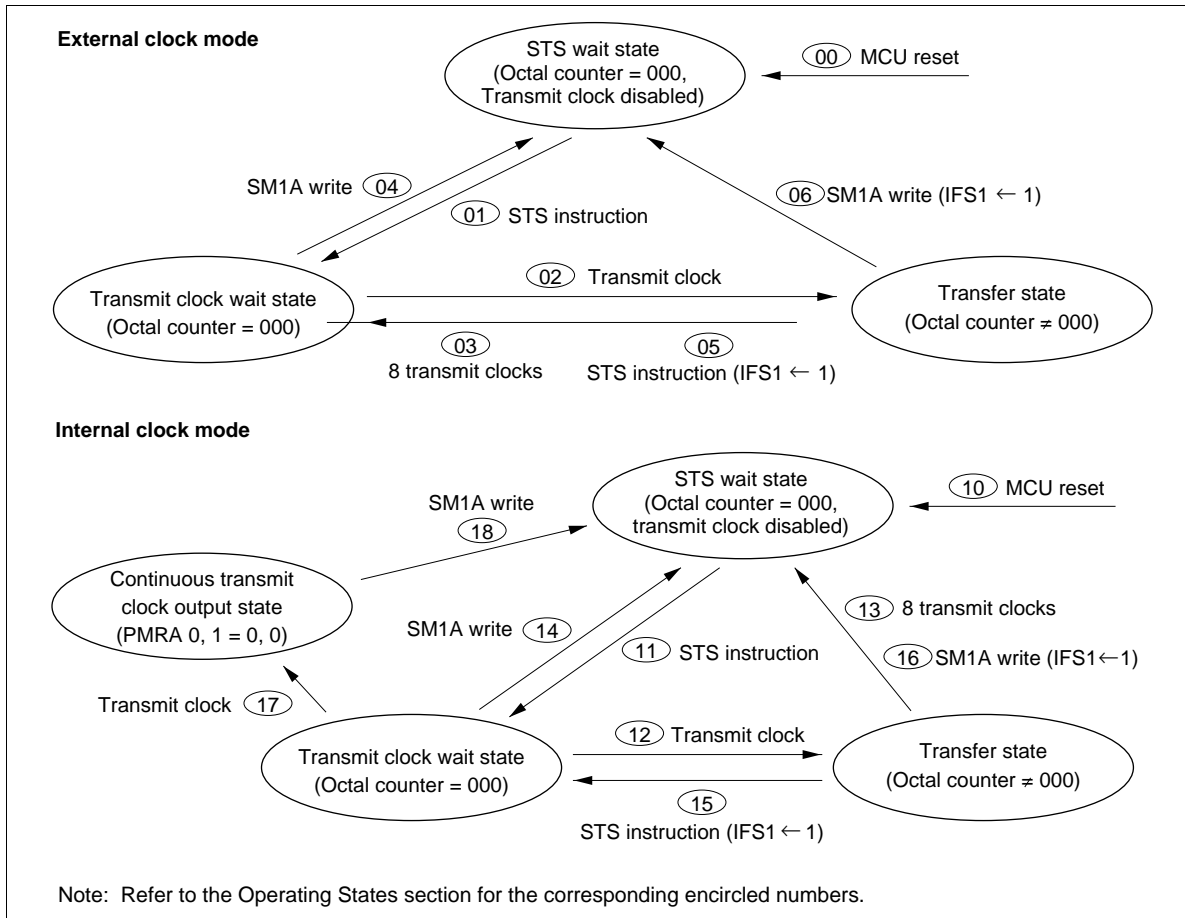 External clock mode
STS wait state
(Octal counter = 000,
Transmit clock disabled)
00 MCU reset
SM1A write 04
01 STS instruction
06 SM1A write (IFS1 ← 1)
02 Transmit clock
Transmit clock wait state
(Octal counter = 000)
Transfer state
(Octal counter ≠ 000)
03
8 transmit clocks
05
STS instruction (IFS1 ← 1)
Internal clock mode
STS wait state
(Octal counter = 000,
transmit clock disabled)
10 MCU reset
SM1A write
18
Continuous transmit
clock output state
(PMRA 0, 1 = 0, 0)
SM1A write 14
11 STS instruction
13 8 transmit clocks
16 SM1A write (IFS1←1)
Transmit clock 17
12 Transmit clock
Transmit clock wait state
(Octal counter = 000)
Transfer state
(Octal counter ≠ 000)
15
STS instruction (IFS1 ← 1)
Note: Refer to the Operating States section for the corresponding encircled numbers.